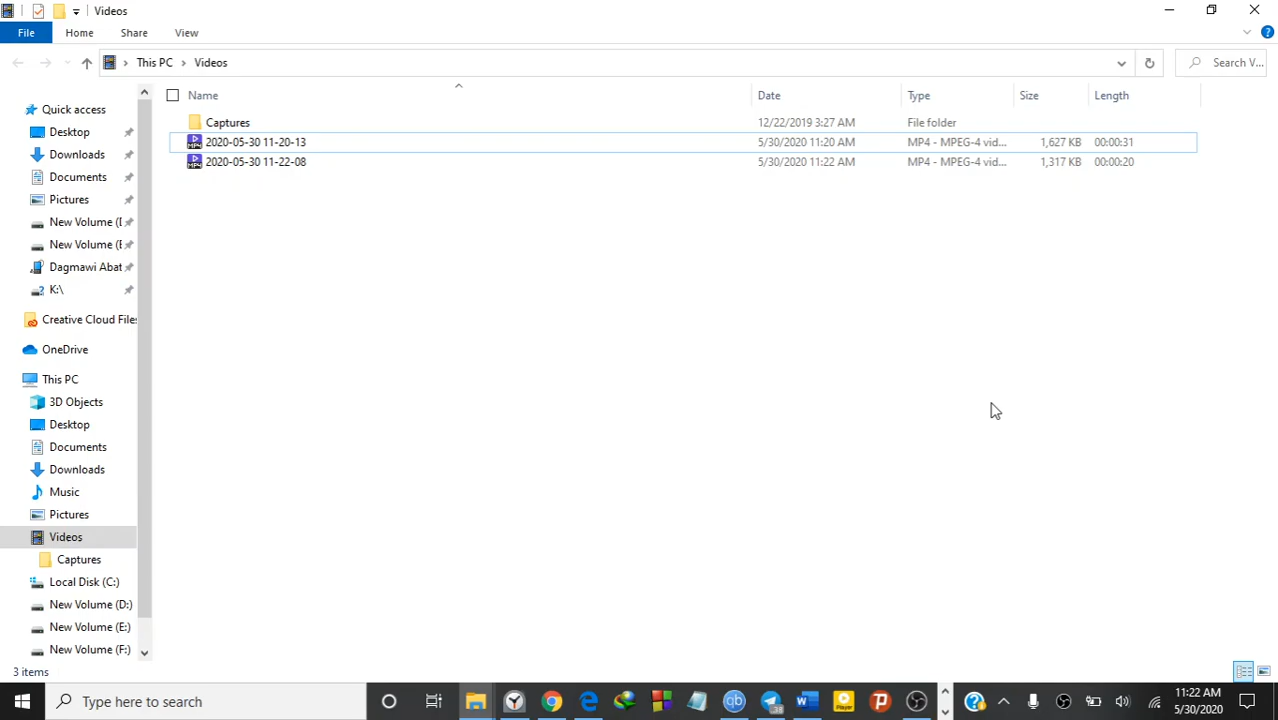 Videos
File Home Share View
This PC > Videos
Search V...
Name Date Type Size Length
Captures 12/22/2019 3:27 AM File folder
2020-05-30 11-20-13 5/30/2020 11:20 AM MP4 - MPEG-4 vid... 1,627 KB 00:00:31
2020-05-30 11-22-08 5/30/2020 11:22 AM MP4 - MPEG-4 vid... 1,317 KB 00:00:20
Quick access
Desktop
Downloads
Documents
Pictures
New Volume (D
New Volume (E
Dagmawi Abat
K:\
Creative Cloud Files
OneDrive
This PC
3D Objects
Desktop
Documents
Downloads
Music
Pictures
Videos
Captures
Local Disk (C:)
New Volume (D:)
New Volume (E:)
New Volume (F:)
3 items
Type here to search
qb
38
Player
11:22 AM
5/30/2020